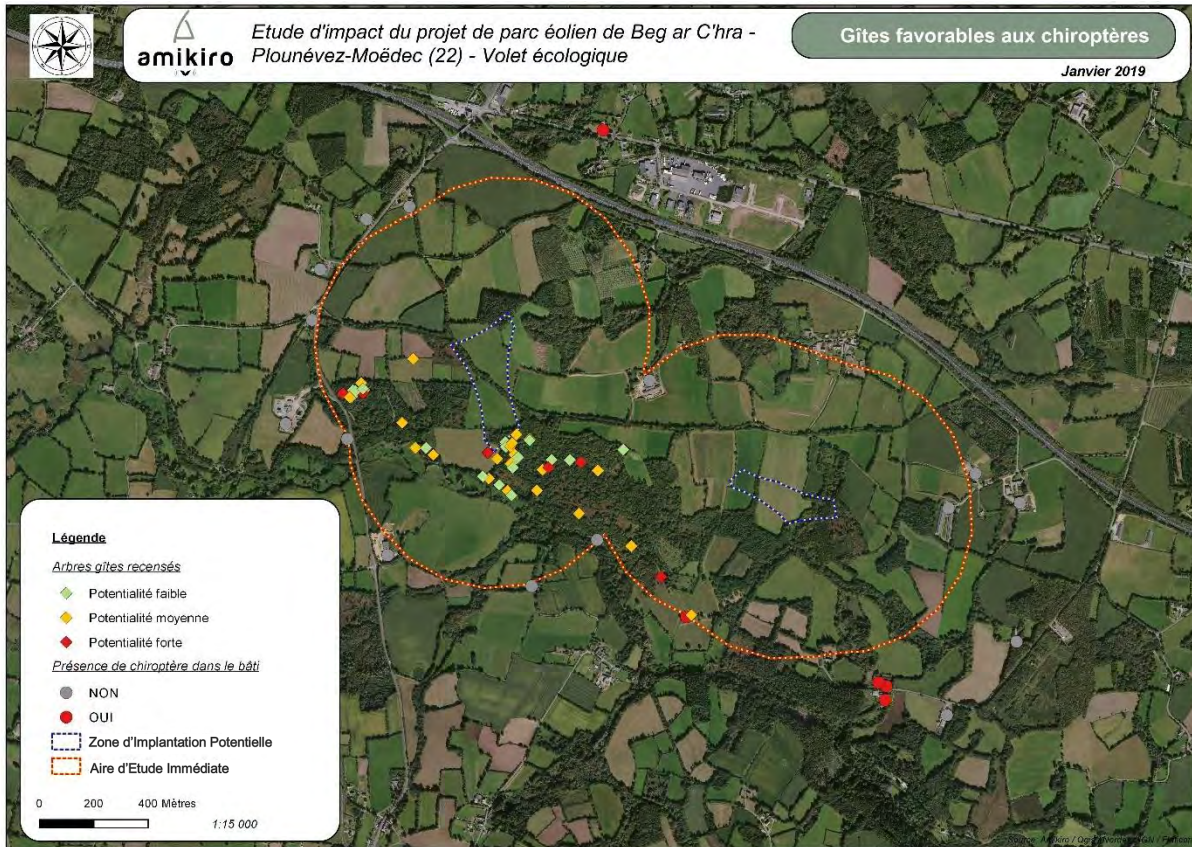 amikiro
Etude d'impact du projet de parc éolien de Beg ar C'hra -
Plounévez-Moëdec (22) - Volet écologique
Gîtes favorables aux chiroptères
Janvier 2019
Légende
Arbres gîtes recensés
Potentialité faible
Potentialité moyenne
Potentialité forte
Présence de chiroptère dans le bâti
NON
OUI
Zone d'Implantation Potentielle
Aire d'Etude Immédiate
0 200 400 Mètres
1:15 000